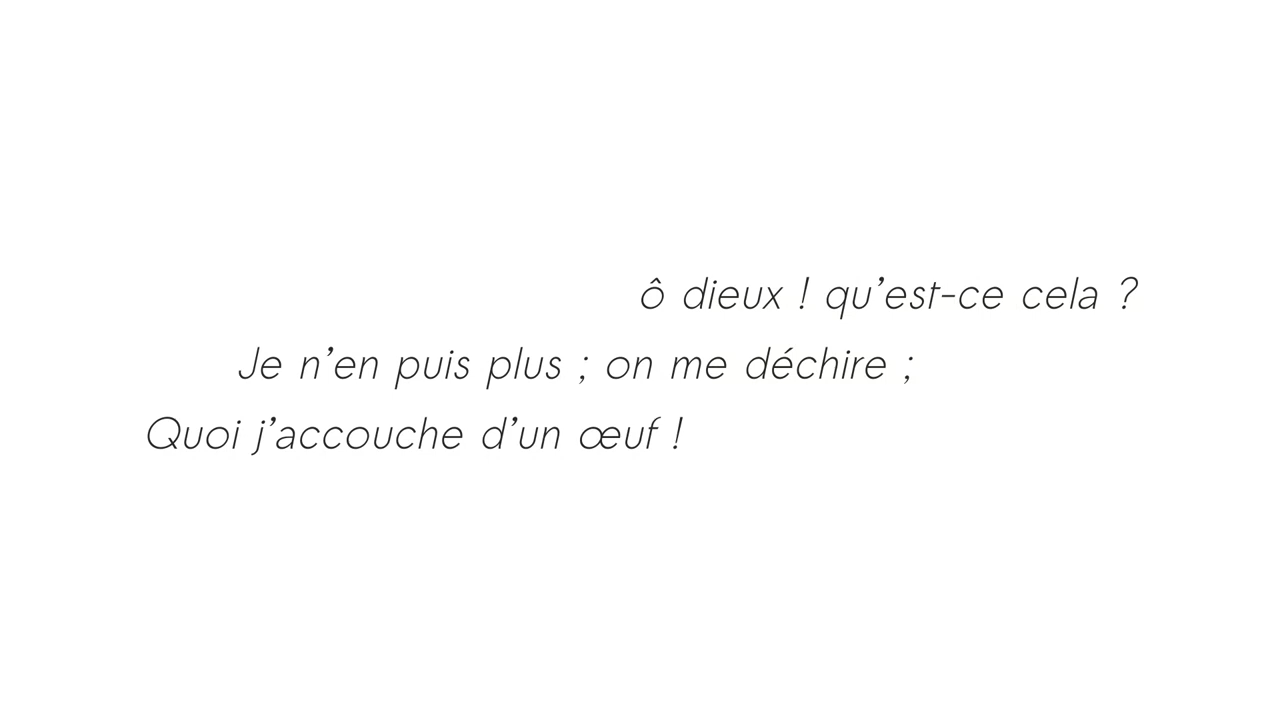 ô dieux ! qu’est-ce cela ?
Je n’en puis plus ; on me déchire ;
Quoi j’accouche d’un œuf !